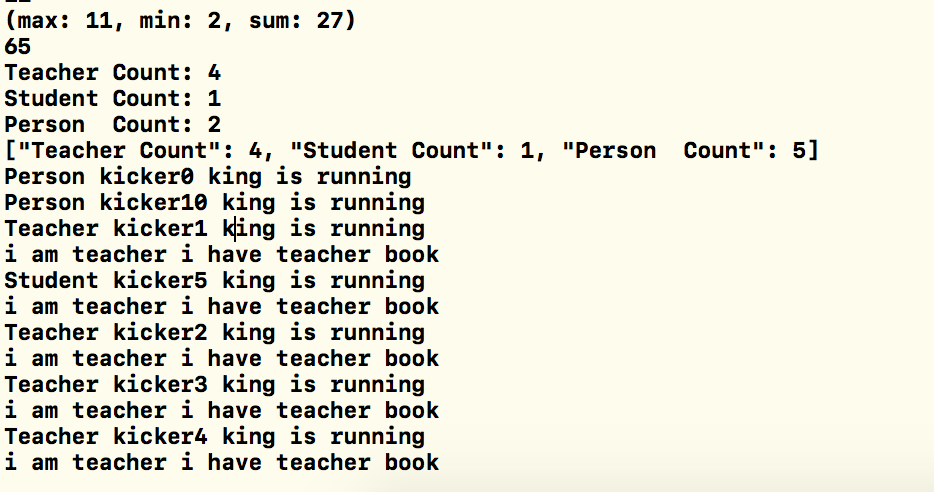 (max: 11, min: 2, sum: 27)
65
Teacher Count: 4
Student Count: 1
Person  Count: 2
["Teacher Count": 4, "Student Count": 1, "Person  Count": 5]
Person kicker0 king is running
Person kicker10 king is running
Teacher kicker1 king is running
i am teacher i have teacher book
Student kicker5 king is running
i am teacher i have teacher book
Teacher kicker2 king is running
i am teacher i have teacher book
Teacher kicker3 king is running
i am teacher i have teacher book
Teacher kicker4 king is running
i am teacher i have teacher book